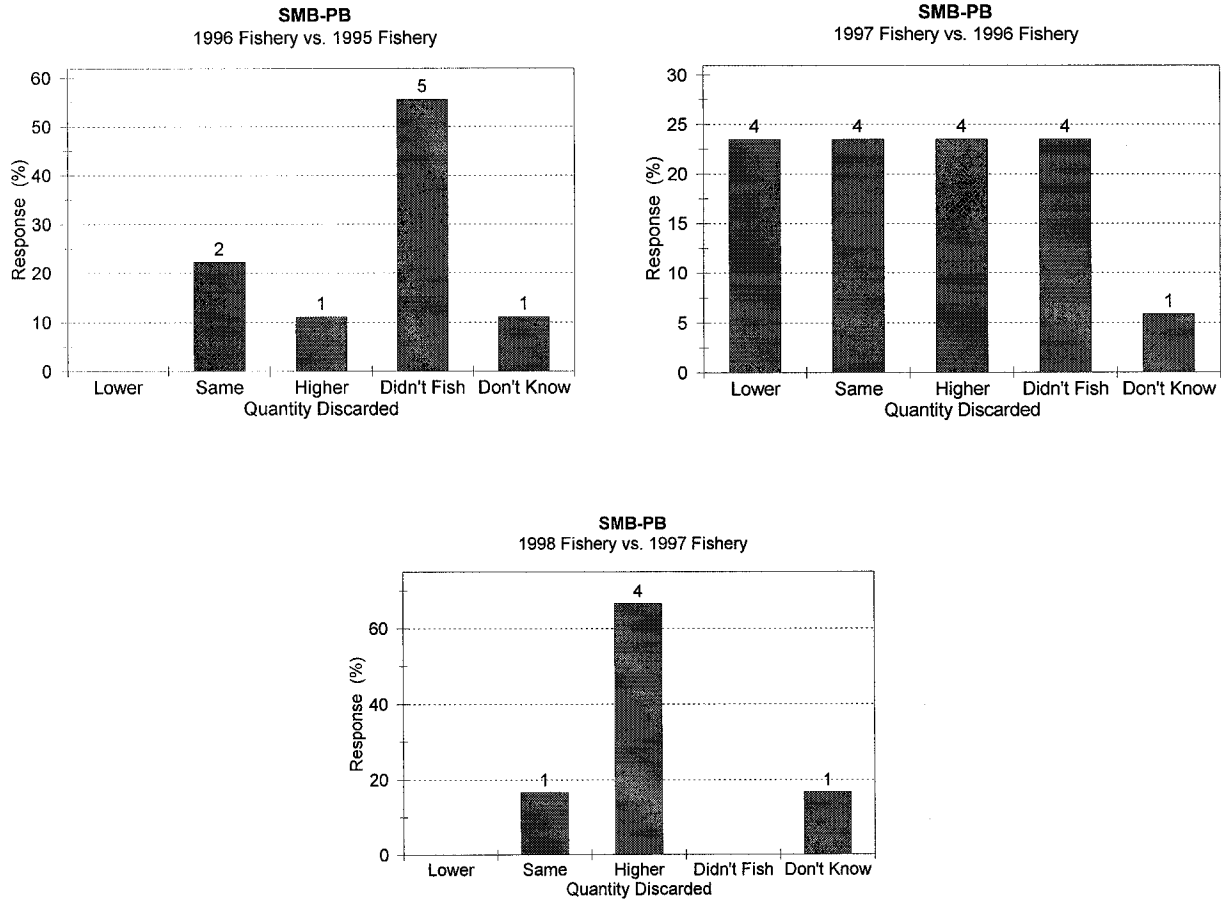 SMB-PB
1996 Fishery vs. 1995 Fishery
60
50
40
30
20
10
0
Response (%)
2
1
5
1
Lower Same Higher Didn't Fish Don't Know
Quantity Discarded
SMB-PB
1997 Fishery vs. 1996 Fishery
30
25
20
15
10
5
0
Response (%)
4
4
4
4
1
Lower Same Higher Didn't Fish Don't Know
Quantity Discarded
SMB-PB
1998 Fishery vs. 1997 Fishery
60
40
20
0
Response (%)
1
4
1
Lower Same Higher Didn't Fish Don't Know
Quantity Discarded